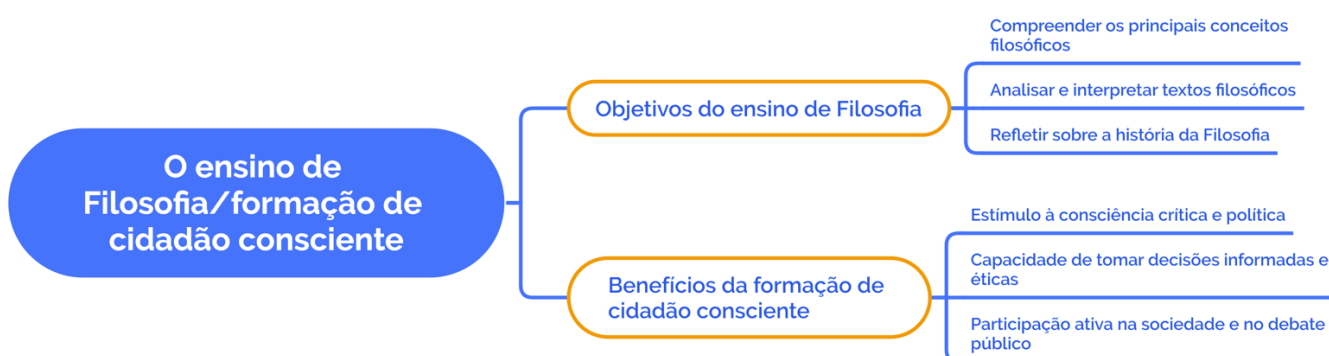 O ensino de
Filosofia/formação de
cidadão consciente
Objetivos do ensino de Filosofia
Compreender os principais conceitos
filosóficos
Analisar e interpretar textos filosóficos
Refletir sobre a história da Filosofia
Benefícios da formação de
cidadão consciente
Estímulo à consciência crítica e política
Capacidade de tomar decisões informadas e
éticas
Participação ativa na sociedade e no debate
público